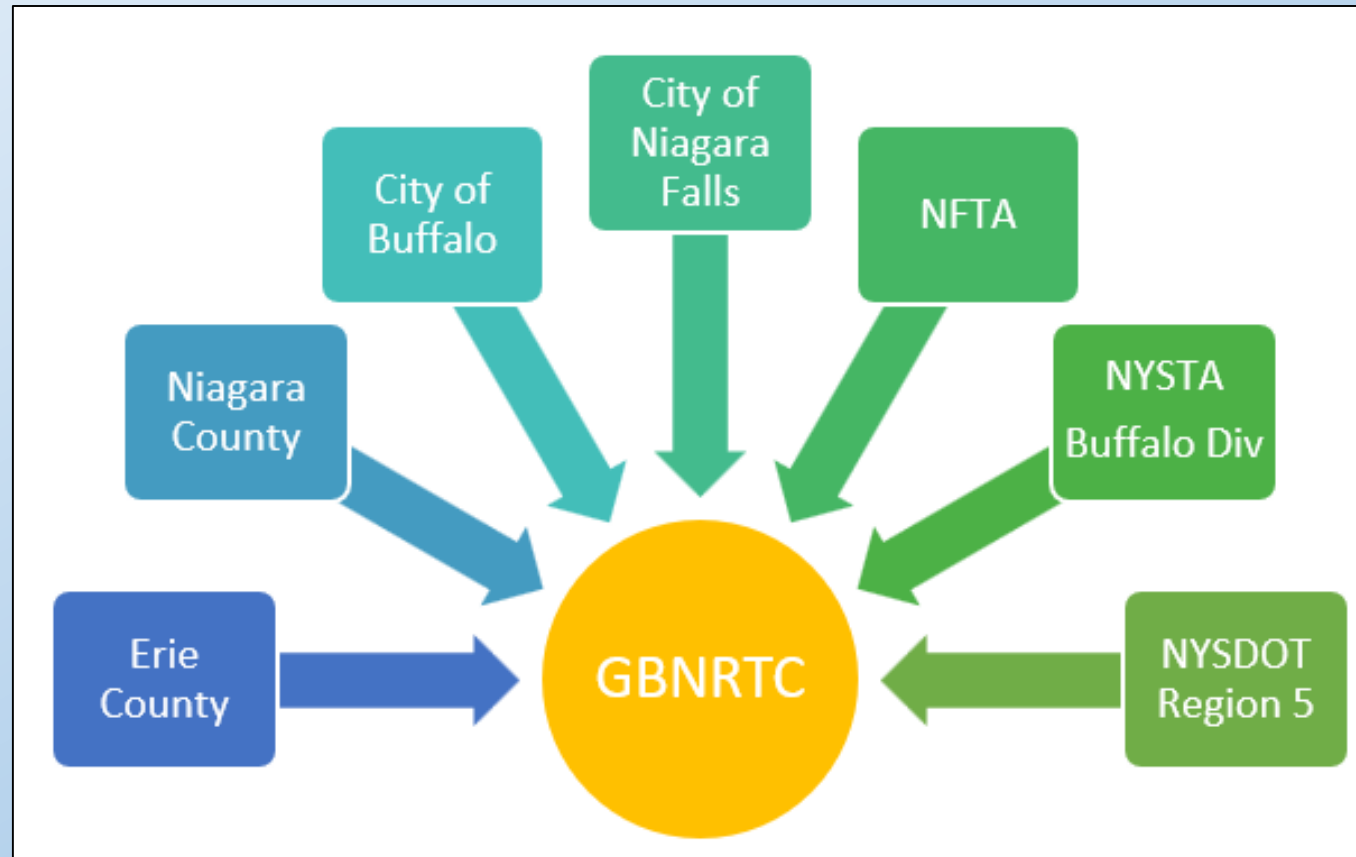 City of
Niagara
Falls
City of
Buffalo
NFTA
Niagara
County
NYSTA
Buffalo Div
Erie
County
GBNRTC
NYSDOT
Region 5